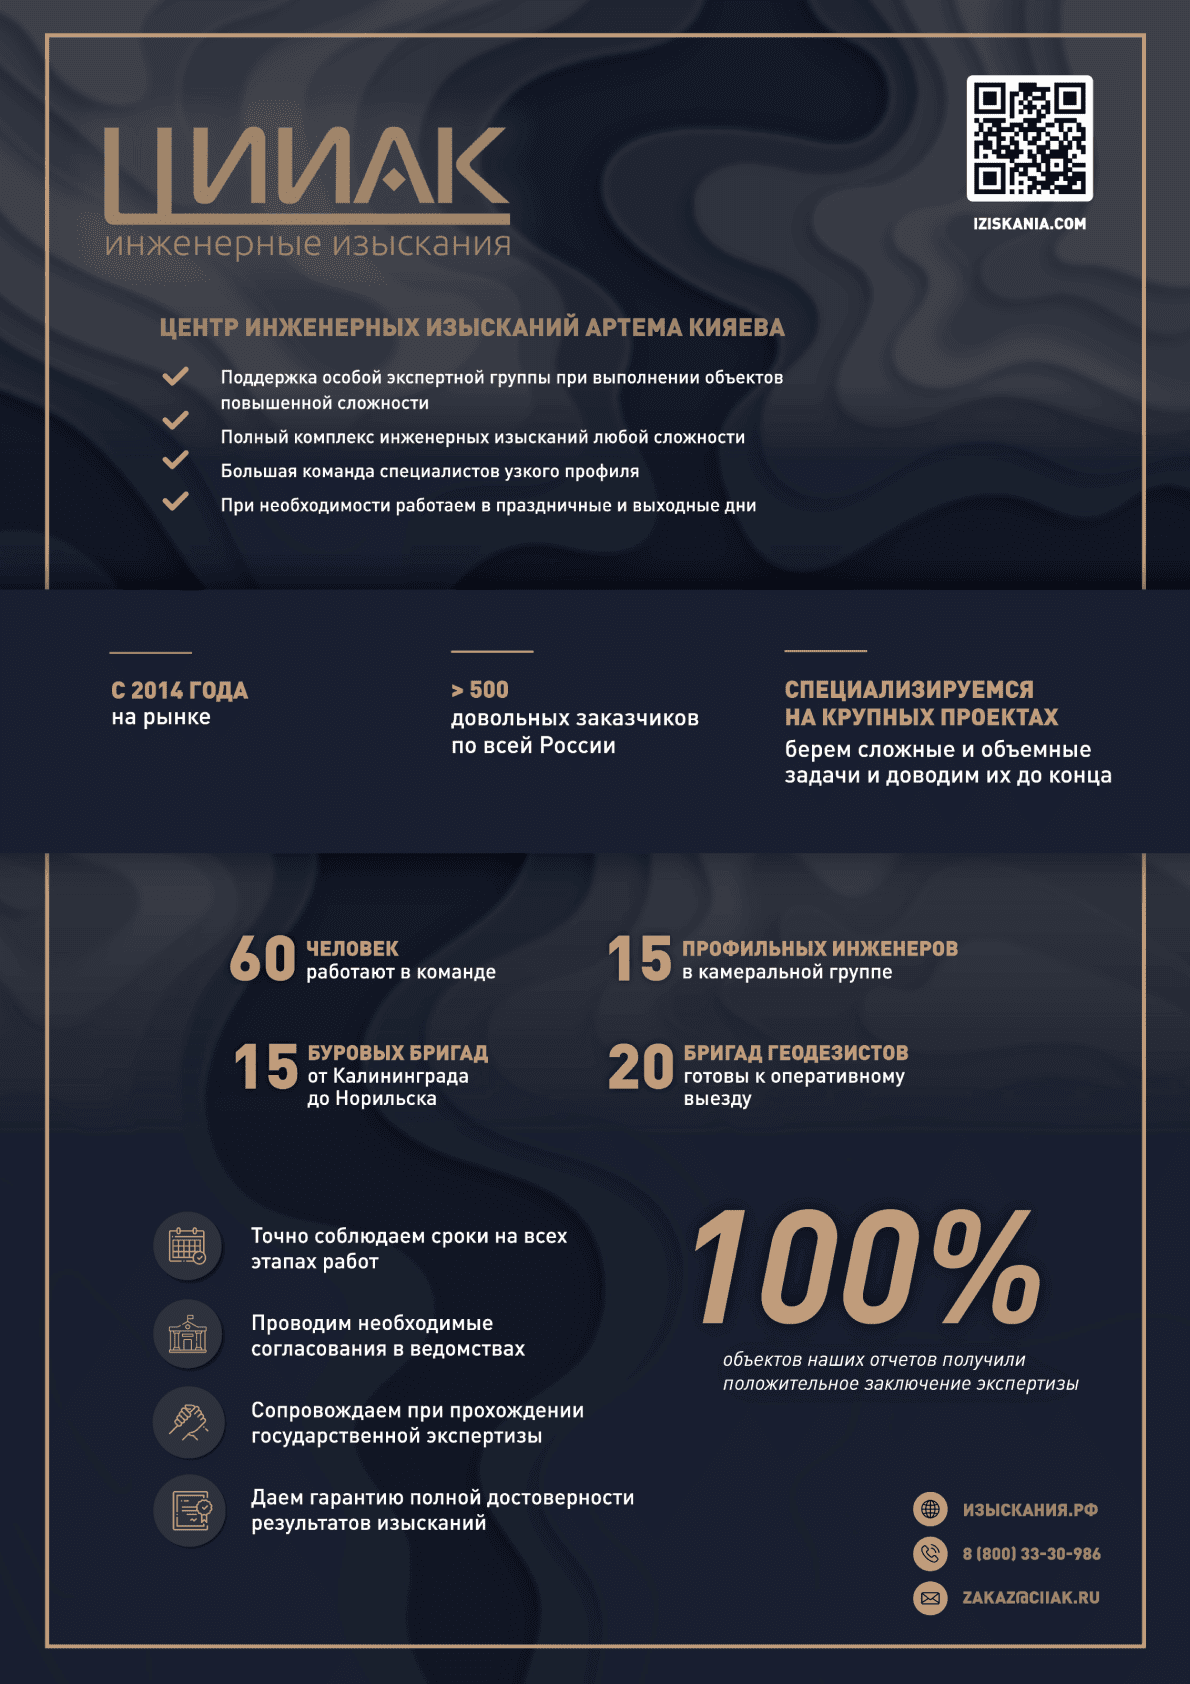 ЦИИАК
инженерные изыскания
IZISKANIA.COM
ЦЕНТР ИНЖЕНЕРНЫХ ИЗЫСКАНИЙ АРТЕМА КИЯЕВА
Поддержка особой экспертной группы при выполнении объектов
повышенной сложности
Полный комплекс инженерных изысканий любой сложности
Большая команда специалистов узкого профиля
При необходимости работаем в праздничные и выходные дни
С 2014 ГОДА
на рынке
> 500
довольных заказчиков
по всей России
СПЕЦИАЛИЗИРУЕМСЯ
НА КРУПНЫХ ПРОЕКТАХ
берем сложные и объемные
задачи и доводим их до конца
60 ЧЕЛОВЕК
работают в команде
15 ПРОФИЛЬНЫХ ИНЖЕНЕРОВ
в камеральной группе
15 БУРОВЫХ БРИГАД
от Калининграда
до Норильска
20 БРИГАД ГЕОДЕЗИСТОВ
готовы к оперативному
выезду
Точно соблюдаем сроки на всех
этапах работ
Проводим необходимые
согласования в ведомствах
Сопровождаем при прохождении
государственной экспертизы
Даем гарантию полной достоверности
результатов изысканий
100%
объектов наших отчетов получили
положительное заключение экспертизы
ИЗЫСКАНИЯ.РФ
8 (800) 33-30-986
ZAKAZ@CIIAK.RU